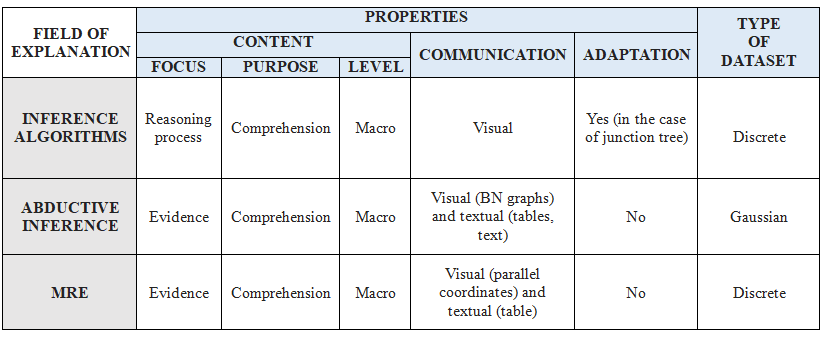 FIELD OF
EXPLANATION
PROPERTIES
TYPE
OF
DATASET
CONTENT
COMMUNICATION
ADAPTATION
FOCUS
PURPOSE
LEVEL
INFERENCE
ALGORITHMS
Reasoning
process
Comprehension
Macro
Visual
Yes (in the case
of junction tree)
Discrete
ABDUCTIVE
INFERENCE
Evidence
Comprehension
Macro
Visual (BN graphs)
and textual (tables,
text)
No
Gaussian
MRE
Evidence
Comprehension
Macro
Visual (parallel
coordinates) and
textual (table)
No
Discrete